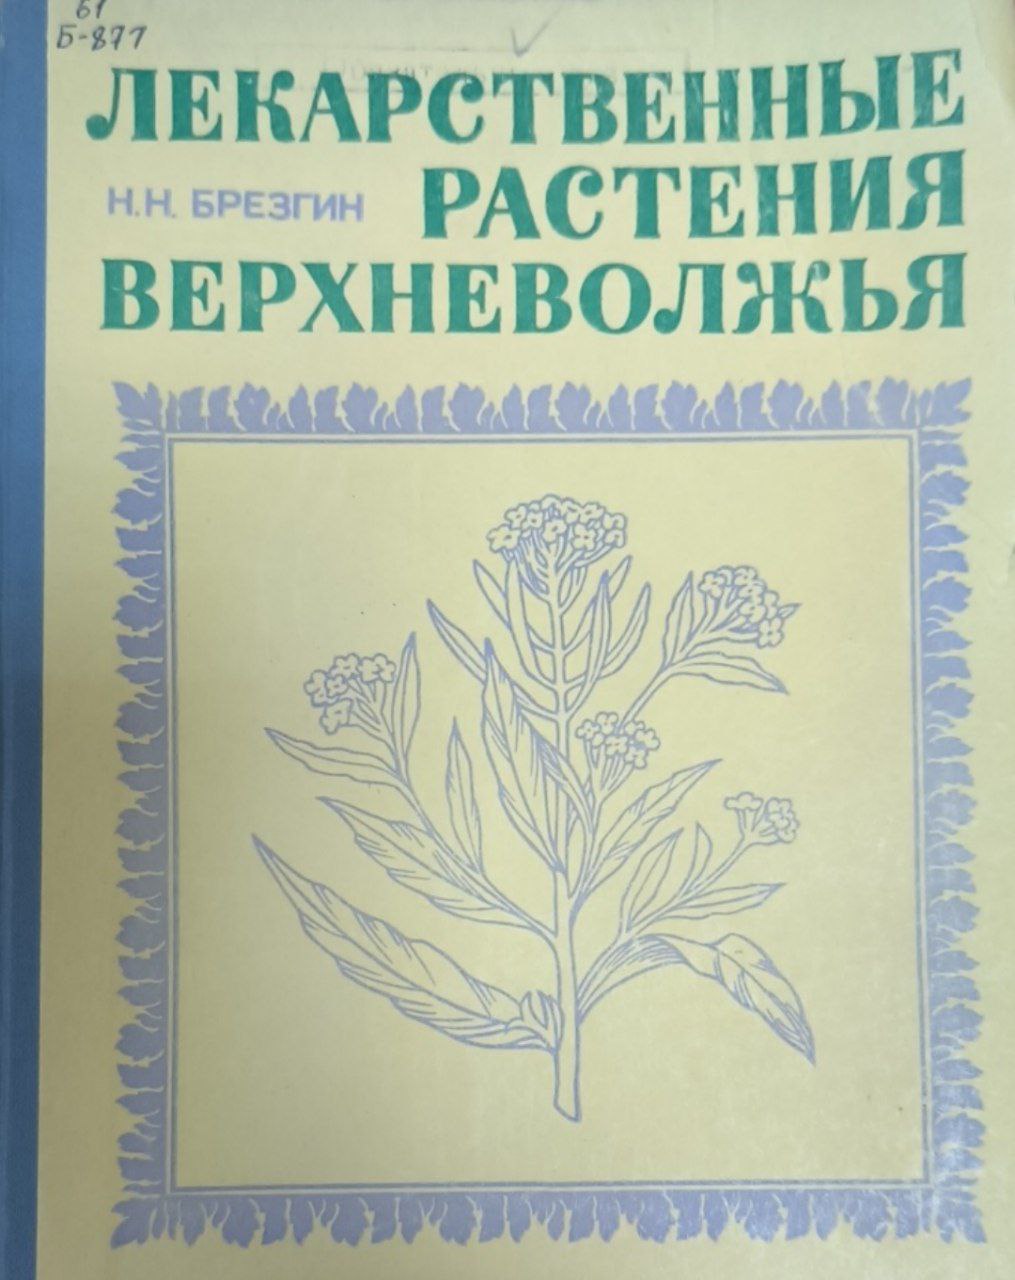 61
Б-877
ЛЕКАРСТВЕННЫЕ
Н.Н. БРЕЗГИН РАСТЕНИЯ
ВЕРХНЕВОЛЖЬЯ